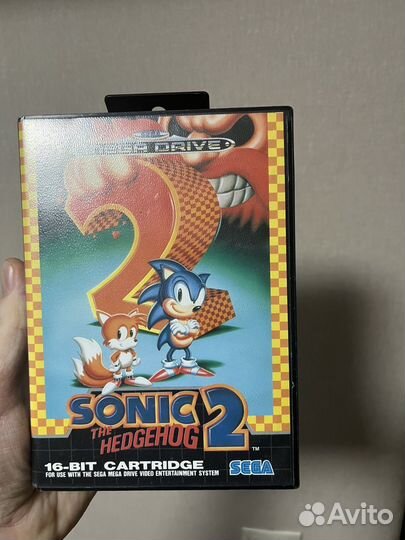 MEGA DRIVE
2
SONIC
THE
HEDGEHOG 2
TM
16-BIT CARTRIDGE
FOR USE WITH THE SEGA MEGA DRIVE VIDEO ENTERTAINMENT SYSTEM
SEGA
Avito